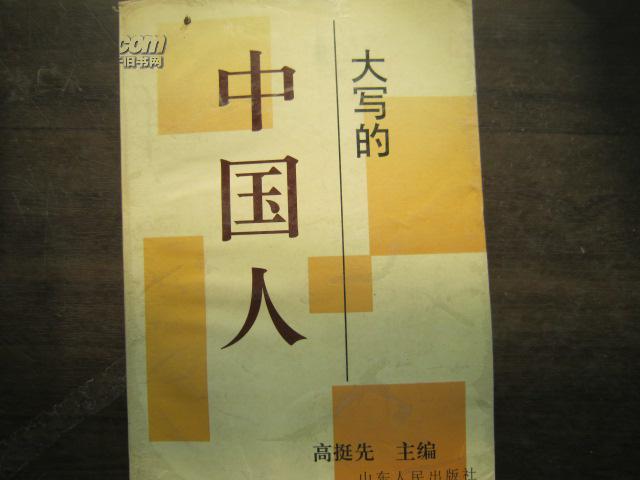 大写的
中国人
高挺先 主编
山东人民出版社
.com
旧书网